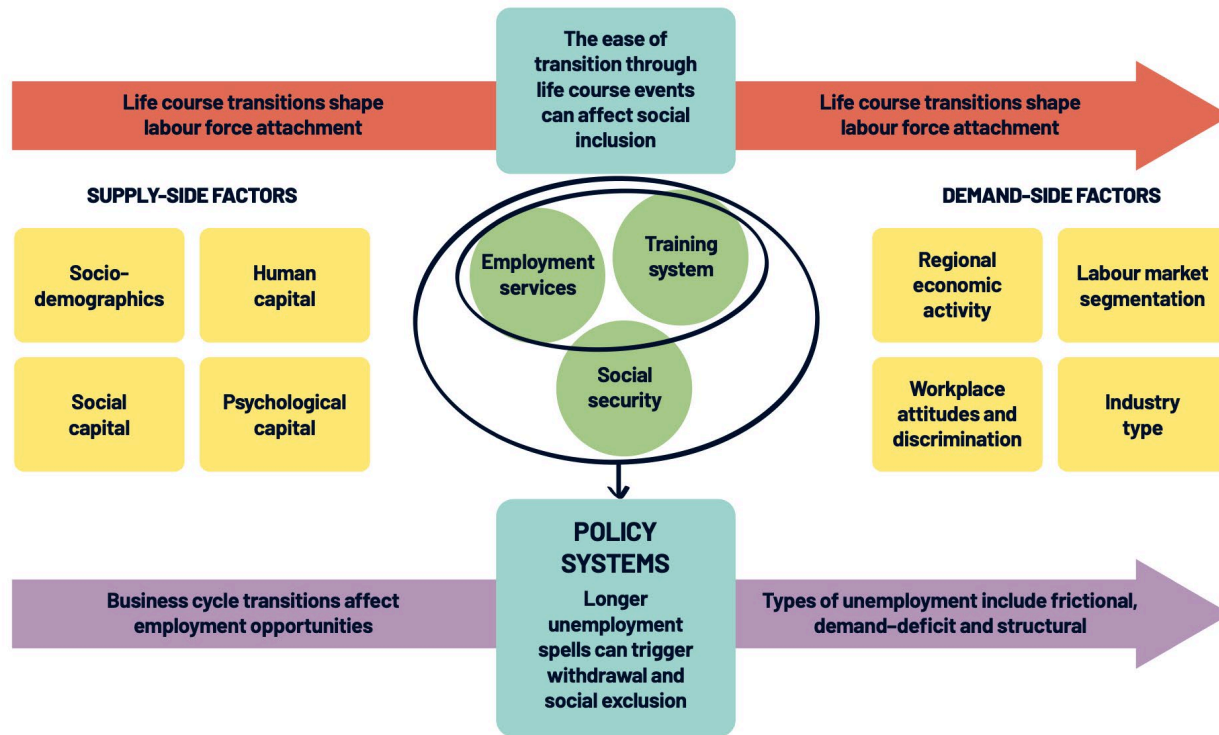 The ease of
transition through
life course events
can affect social
inclusion
Life course transitions shape
labour force attachment
Life course transitions shape
labour force attachment
SUPPLY-SIDE FACTORS
Socio-
demographics
Human
capital
Social
capital
Psychological
capital
Employment
services
Training
system
Social
security
DEMAND-SIDE FACTORS
Regional
economic
activity
Labour market
segmentation
Workplace
attitudes and
discrimination
Industry
type
POLICY
SYSTEMS
Longer
unemployment
spells can trigger
withdrawal and
social exclusion
Business cycle transitions affect
employment opportunities
Types of unemployment include frictional,
demand-deficit and structural